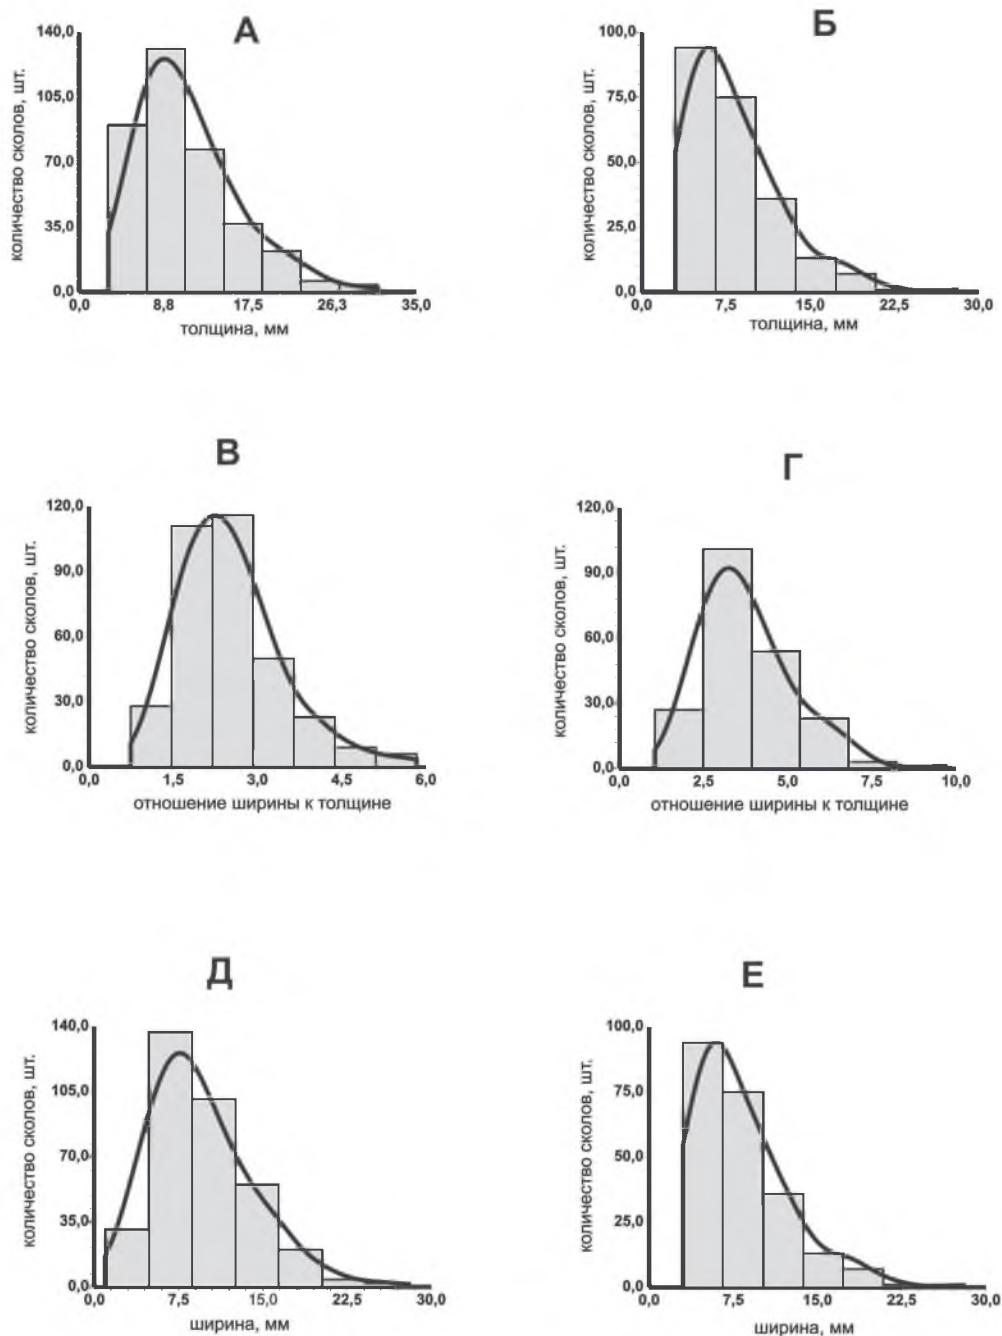 А
количество сколов, шт.
140,0
105,0
70,0
35,0
0,0
0,0 8,8 17,5 26,3 35,0
толщина, мм
Б
количество сколов, шт.
100,0
75,0
50,0
25,0
0,0
0,0 7,5 15,0 22,5 30,0
толщина, мм
В
количество сколов, шт.
120,0
90,0
60,0
30,0
0,0
0,0 1,5 3,0 4,5 6,0
отношение ширины к толщине
Г
количество сколов, шт.
120,0
90,0
60,0
30,0
0,0
0,0 2,5 5,0 7,5 10,0
отношение ширины к толщине
Д
количество сколов, шт.
140,0
105,0
70,0
35,0
0,0
0,0 7,5 15,0 22,5 30,0
ширина, мм
Е
количество сколов, шт.
100,0
75,0
50,0
25,0
0,0
0,0 7,5 15,0 22,5 30,0
ширина, мм